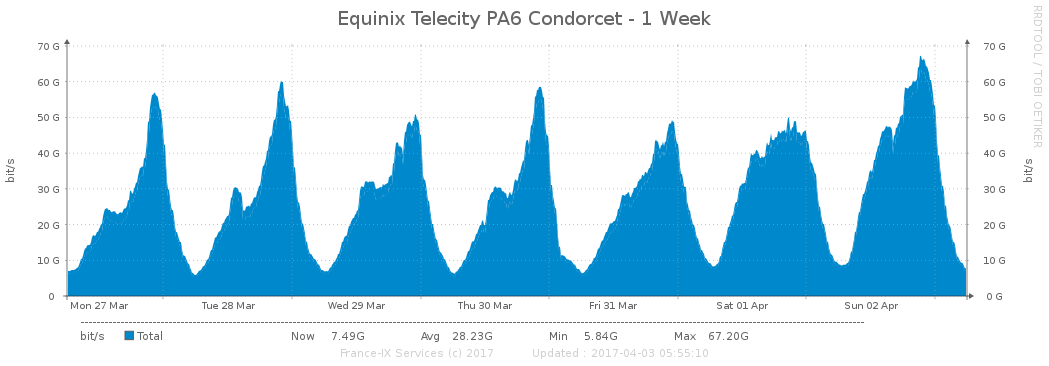 Equinix Telecity PA6 Condorcet - 1 Week
RRDTOOL / TOBI OETIKER
70 G 70 G
60 G 60 G
50 G 50 G
40 G 40 G
30 G 30 G
20 G 20 G
10 G 10 G
0 0 G
bit/s
bit/s
Mon 27 Mar Tue 28 Mar Wed 29 Mar Thu 30 Mar Fri 31 Mar Sat 01 Apr Sun 02 Apr
bit/s Total Now 7.49G Avg 28.23G Min 5.84G Max 67.20G
France-IX Services (c) 2017 Updated : 2017-04-03 05:55:10